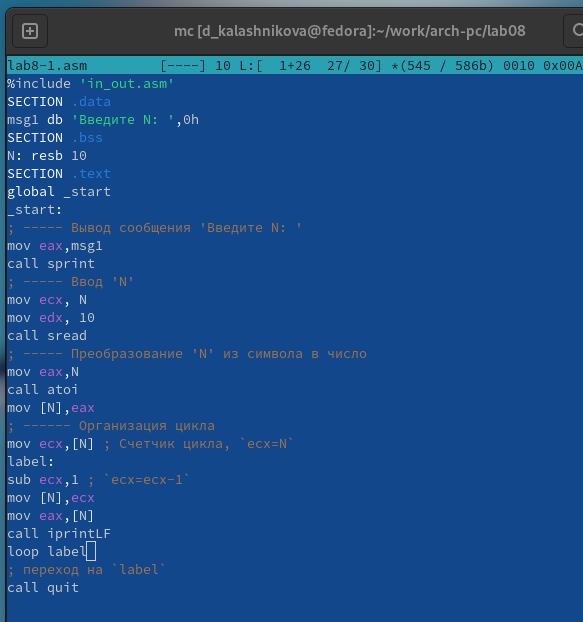 mc [d_kalashnikova@fedora]:~/work/arch-pc/lab08
lab8-1.asm [----] 10 L:[ 1+26 27/ 30] *(545 / 586b) 0010 0x00A
%include 'in_out.asm'
SECTION .data
msg1 db 'Введите N: ',0h
SECTION .bss
N: resb 10
SECTION .text
global _start
_start:
; ----- Вывод сообщения 'Введите N: '
mov eax,msg1
call sprint
; ----- Ввод 'N'
mov ecx, N
mov edx, 10
call sread
; ----- Преобразование 'N' из символа в число
mov eax,N
call atoi
mov [N],eax
; ------ Организация цикла
mov ecx,[N] ; Счетчик цикла, `ecx=N`
label:
sub ecx,1 ; `ecx=ecx-1`
mov [N],ecx
mov eax,[N]
call iprintLF
loop label
; переход на `label`
call quit